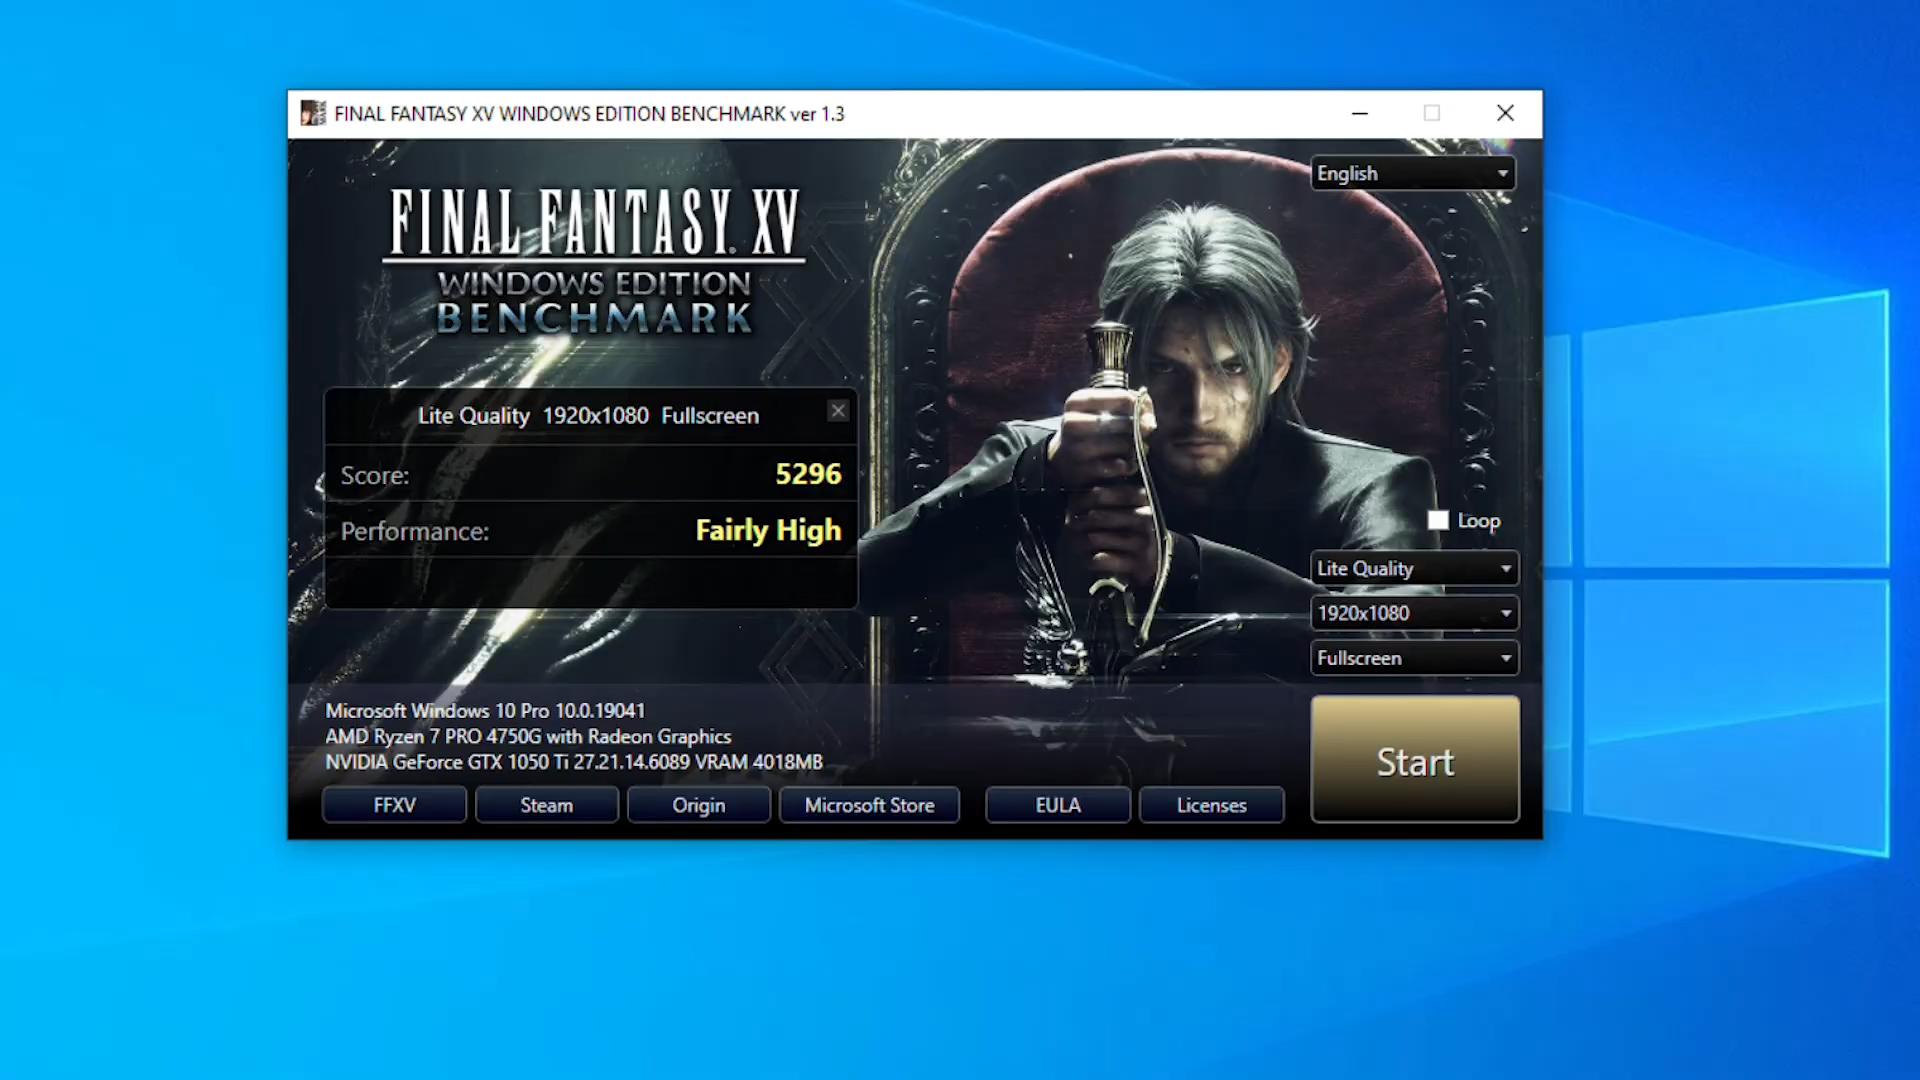 FINAL FANTASY XV WINDOWS EDITION BENCHMARK ver 1.3
English
FINAL FANTASY XV
WINDOWS EDITION
BENCHMARK
Lite Quality 1920x1080 Fullscreen
Score: 5296
Performance: Fairly High
Loop
Lite Quality
1920x1080
Fullscreen
Microsoft Windows 10 Pro 10.0.19041
AMD Ryzen 7 PRO 4750G with Radeon Graphics
NVIDIA GeForce GTX 1050 Ti 27.21.14.6089 VRAM 4018MB
Start
FFXV Steam Origin Microsoft Store EULA Licenses